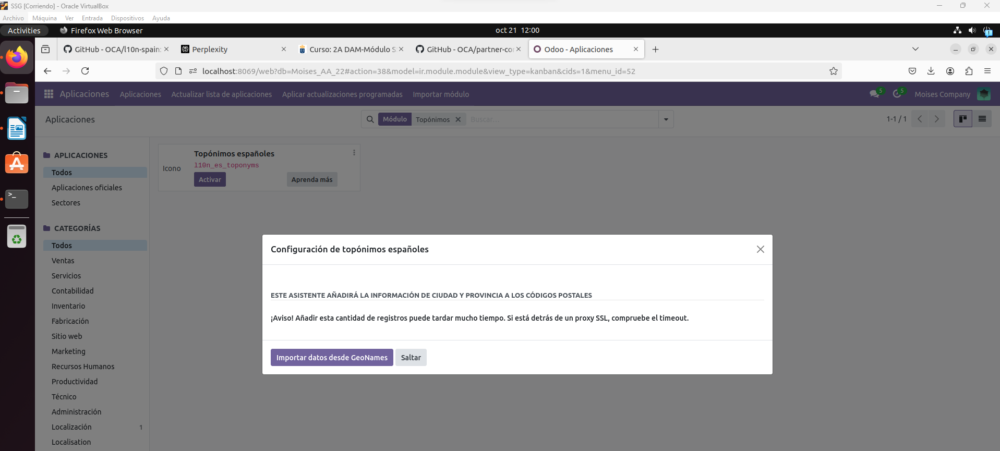 SSG [Corriendo] - Oracle VirtualBox
Archivo Máquina Ver Entrada Dispositivos Ayuda
Activities Firefox Web Browser oct 21 12:00
GitHub - OCA/l10n-spain: Perplexity Curso: 2A DAM-Módulo S GitHub - OCA/partner-co Odoo - Aplicaciones
localhost:8069/web?db=Moises_AA_22#action=38&model=ir.module.module&view_type=kanban&cids=1&menu_id=52
Aplicaciones Aplicaciones Actualizar lista de aplicaciones Aplicar actualizaciones programadas Importar módulo 5 5 Moises Company
Aplicaciones Módulo Topónimos Buscar... 1-1 / 1
APLICACIONES
Todos
Aplicaciones oficiales
Sectores
CATEGORÍAS
Todos
Ventas
Servicios
Contabilidad
Inventario
Fabricación
Sitio web
Marketing
Recursos Humanos
Productividad
Técnico
Administración
Localización 1
Localisation
Icono
Topónimos españoles
l10n_es_toponyms
Activar Aprenda más
Configuración de topónimos españoles
ESTE ASISTENTE AÑADIRÁ LA INFORMACIÓN DE CIUDAD Y PROVINCIA A LOS CÓDIGOS POSTALES
¡Aviso! Añadir esta cantidad de registros puede tardar mucho tiempo. Si está detrás de un proxy SSL, compruebe el timeout.
Importar datos desde GeoNames Saltar